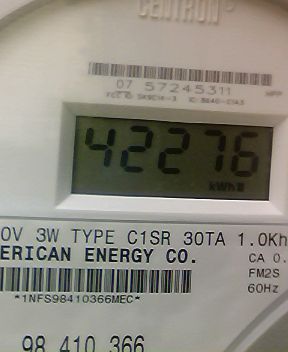 CENTRON®
07 57245311
42276
kWh
0V 3W TYPE C1SR 30TA 1.0Kh
ERICAN ENERGY CO.
CA 0.
FM2S
60Hz
*1NFS98410366MEC*
98 410 366